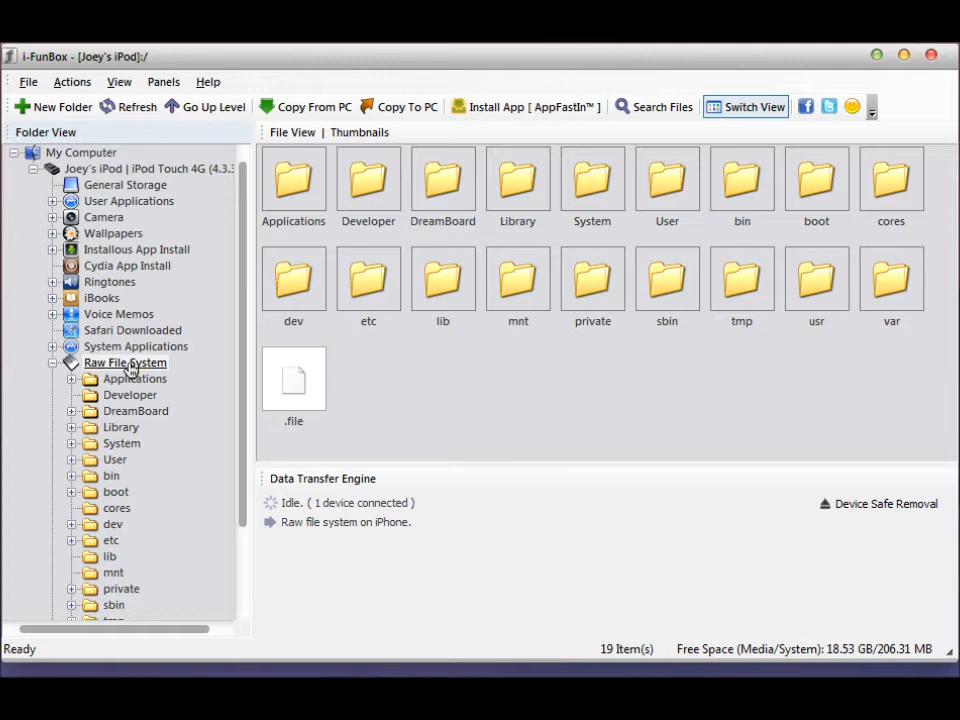 i-FunBox - [Joey's iPod]:/
File Actions View Panels Help
New Folder Refresh Go Up Level Copy From PC Copy To PC Install App [ AppFastIn™ ] Search Files Switch View
Folder View
File View | Thumbnails
My Computer
Joey's iPod | iPod Touch 4G (4.3.3
General Storage
User Applications
Camera
Wallpapers
Installous App Install
Cydia App Install
Ringtones
iBooks
Voice Memos
Safari Downloaded
System Applications
Raw File System
Applications
Developer
DreamBoard
Library
System
User
bin
boot
cores
dev
etc
lib
mnt
private
sbin
tmp
Applications Developer DreamBoard Library System User bin boot cores
dev etc lib mnt private sbin tmp usr var
.file
Data Transfer Engine
Idle. ( 1 device connected )
Device Safe Removal
Raw file system on iPhone.
Ready
19 Item(s)
Free Space (Media/System): 18.53 GB/206.31 MB